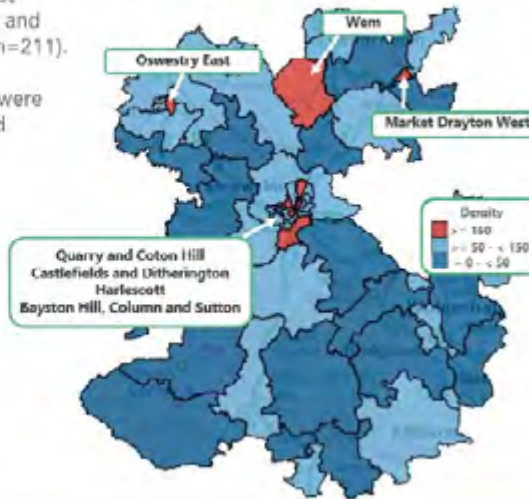 and
n=211).
were
Wem
Oswestry East
Market Drayton West
Quarry and Coton Hill
Castlefields and Ditherington
Harlescott
Bayston Hill, Column and Sutton
Density
>= 50 - < 150
~ 0 - < 50